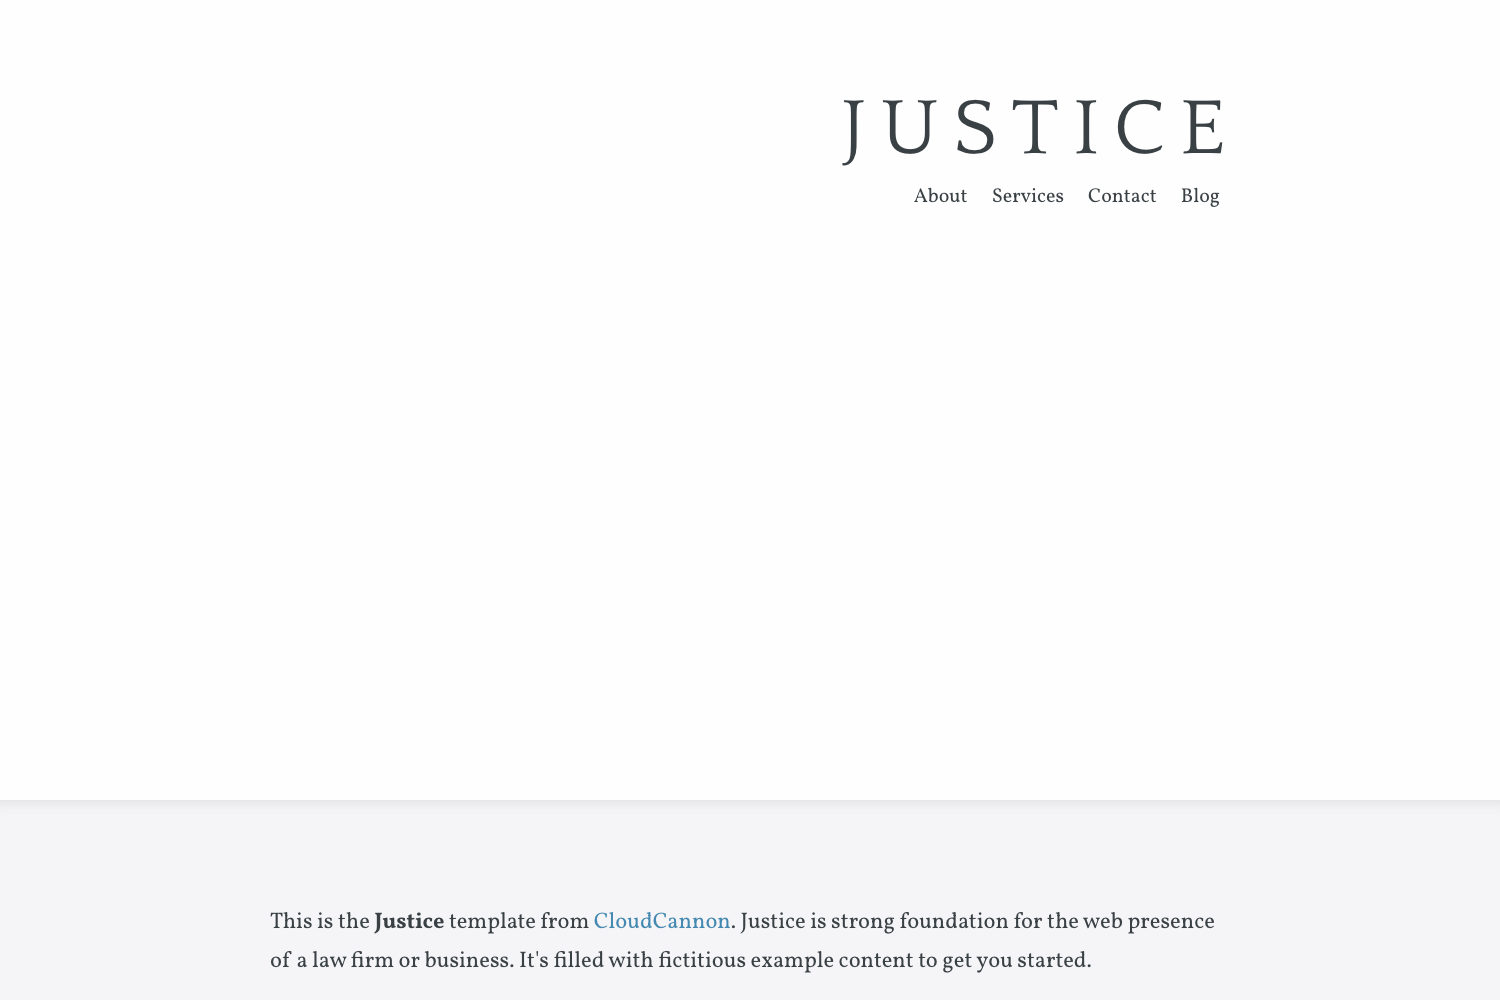 JUSTICE
About Services Contact Blog
This is the Justice template from CloudCannon. Justice is strong foundation for the web presence
of a law firm or business. It's filled with fictitious example content to get you started.